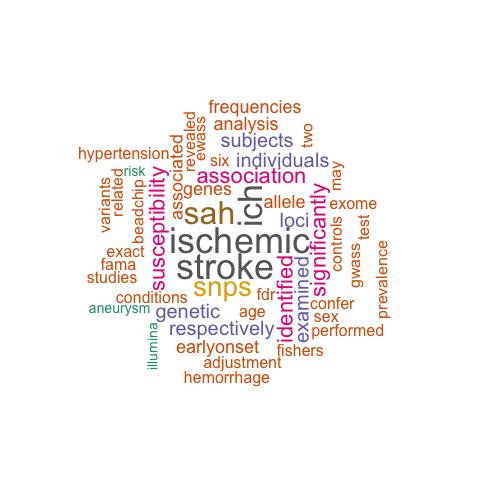 frequencies
analysis
revealed
ewass
two
subjects
hypertension
associated
six
individuals
risk
association
may
variants
related
beadchip
susceptibility
genes
sah
ich
allele
loci
significantly
exome
controls
test
ischemic
exact
fama
studies
stroke
gwass
prevalence
identified
examined
snps
fdr
conditions
aneurysm
genetic
age
confer
sex
respectively
performed
illumina
earlyonset
fishers
adjustment
hemorrhage